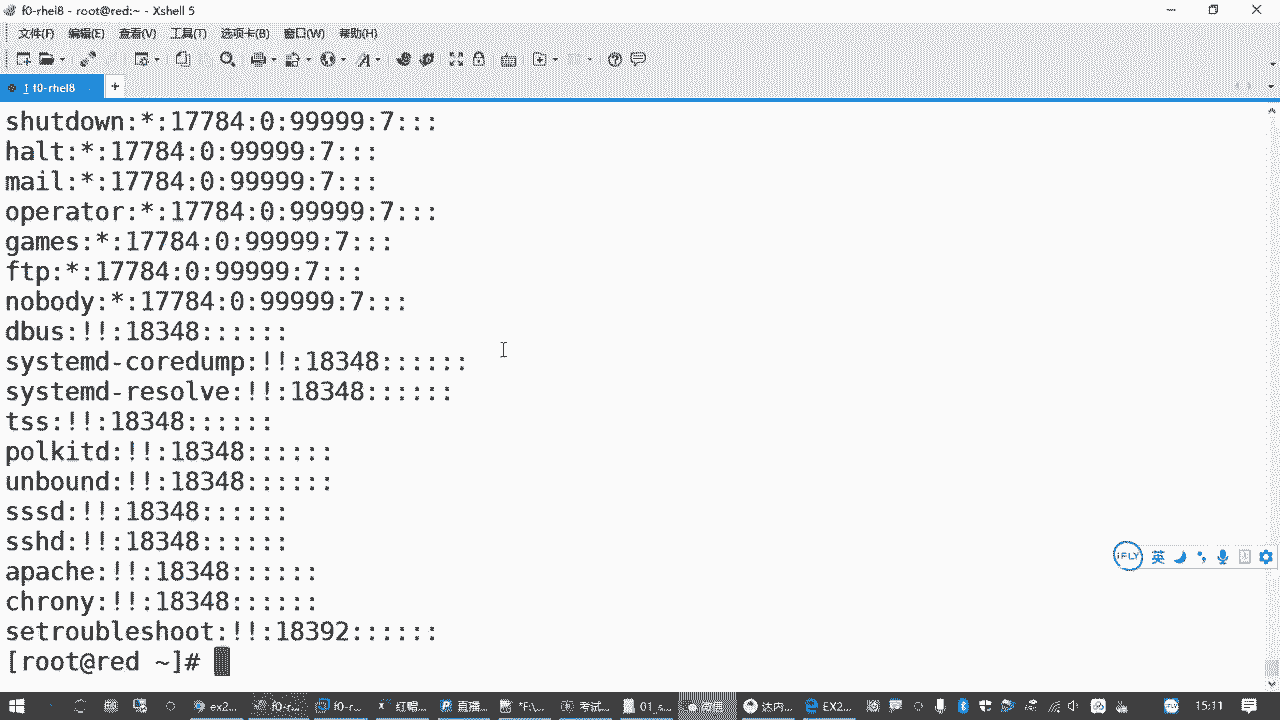 f0-rhel8 - root@red:~ - Xshell 5
文件(F) 编辑(E) 查看(V) 工具(T) 选项卡(B) 窗口(W) 帮助(H)
1 f0-rhel8
shutdown:*:17784:0:99999:7:::
halt:*:17784:0:99999:7:::
mail:*:17784:0:99999:7:::
operator:*:17784:0:99999:7:::
games:*:17784:0:99999:7:::
ftp:*:17784:0:99999:7:::
nobody:*:17784:0:99999:7:::
dbus:!!:18348::::::
systemd-coredump:!!:18348::::::
systemd-resolve:!!:18348::::::
tss:!!:18348::::::
polkitd:!!:18348::::::
unbound:!!:18348::::::
sssd:!!:18348::::::
sshd:!!:18348::::::
apache:!!:18348::::::
chrony:!!:18348::::::
setroubleshoot:!!:18392::::::
[root@red ~]#
iFLY 英
ex2... f0-r... f0-r... 红帽... 直播... *F:\... 考试... 01_s... 达内... EX2... 15:11